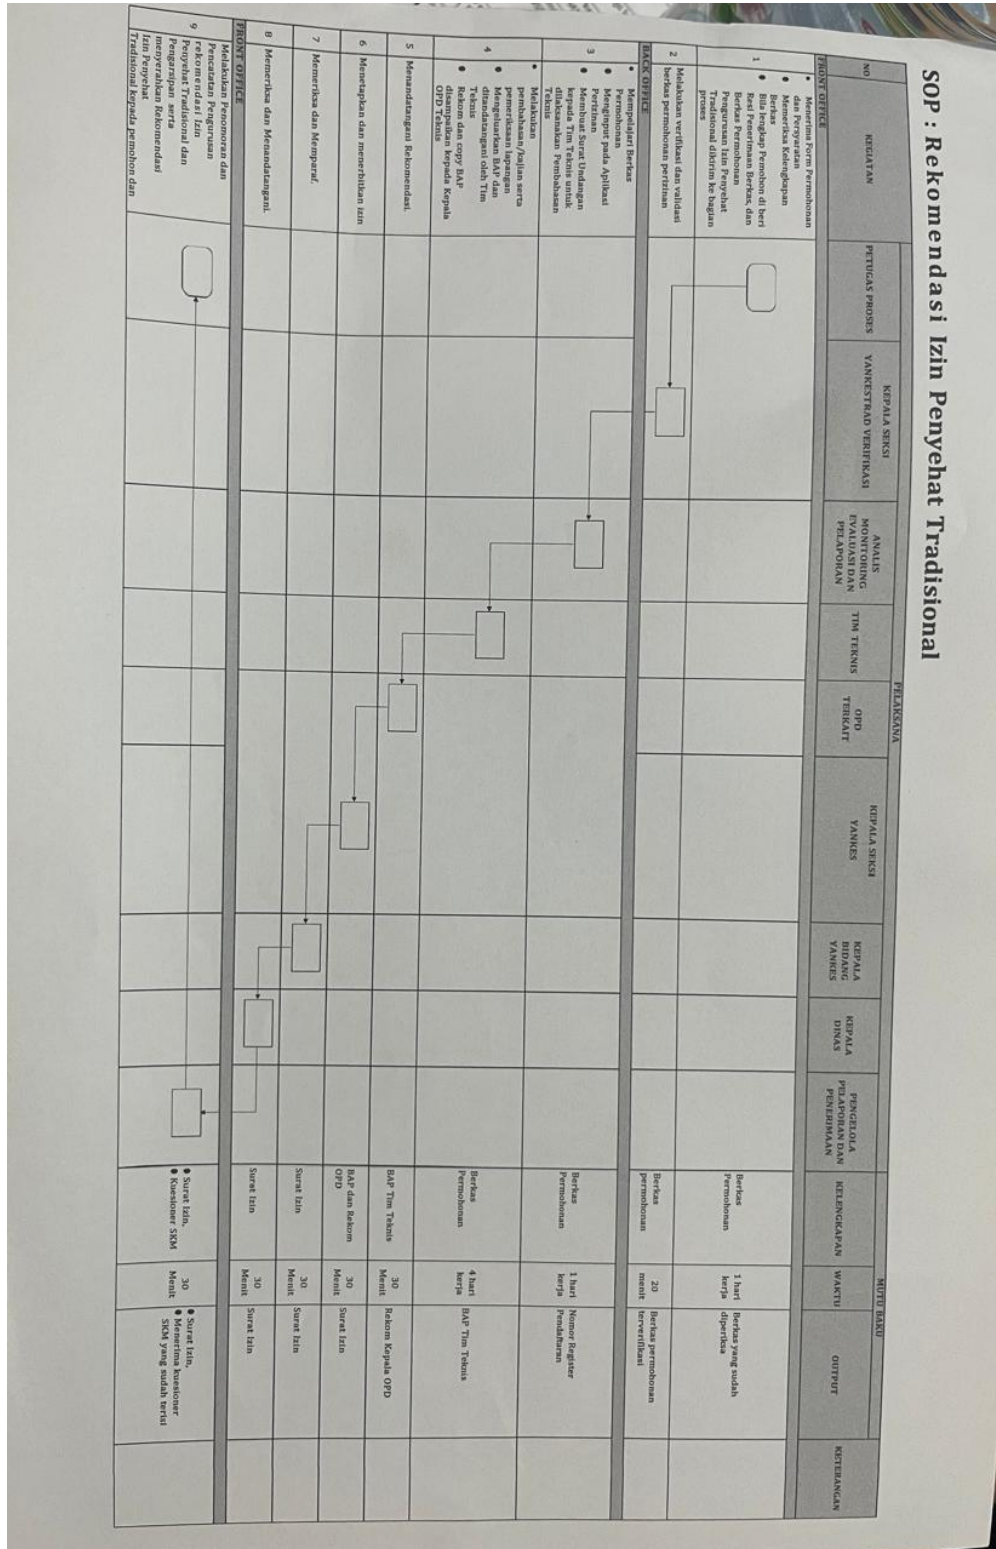 SOP : Rekomendasi Izin Penyehat Tradisional
NO
KEGIATAN
PELAKSANA
MUTU BAKU
KETERANGAN
PETUGAS PROSES
KEPALA SEKSI
YANKESTRAD VERIFIKASI
ANALIS
MONITORING
EVALUASI DAN
PELAPORAN
TIM TEKNIS
OPD
TERKAIT
KEPALA SEKSI
YANKES
KEPALA
BIDANG
YANKES
KEPALA
DINAS
PENGELOLA
PELAPORAN DAN
PENERIMAAN
KELENGKAPAN
WAKTU
OUTPUT
FRONT OFFICE
1
• Menerima Form Permohonan
dan Persyaratan
• Memeriksa Kelengkapan
Berkas
• Bila lengkap Pemohon di beri
Resi Penerimaan Berkas, dan
Berkas Permohonan
Pengurusan Izin Penyehat
Tradisional dikirim ke bagian
proses
Berkas
Permohonan
1 hari
kerja
Berkas yang sudah
diperiksa
2
Melakukan verifikasi dan validasi
berkas permohonan perizinan
Berkas
permohonan
20
menit
Berkas permohonan
terverifikasi
BACK OFFICE
3
• Mempelajari Berkas
Permohonan
• Menginput pada Aplikasi
Perizinan
• Membuat Surat Undangan
kepada Tim Teknis untuk
dilaksanakan Pembahasan
Teknis
Berkas
Permohonan
1 hari
kerja
Nomor Register
Pendaftaran
4
• Melakukan
pembahasan/kajian serta
pemeriksaan lapangan
• Mengeluarkan BAP dan
ditandatangani oleh Tim
Teknis
• Rekom dan copy BAP
disampaikan kepada Kepala
OPD Teknis
Berkas
Permohonan
4 hari
kerja
BAP Tim Teknis
5
Menandatangani Rekomendasi.
BAP Tim Teknis
30
Menit
Rekom Kepala OPD
6
Menetapkan dan menerbitkan izin
BAP dan Rekom
OPD
30
Menit
Surat Izin
7
Memeriksa dan Memparaf.
Surat Izin
30
Menit
Surat Izin
8
Memeriksa dan Menandatangani.
Surat Izin
30
Menit
Surat Izin
FRONT OFFICE
9
Melakukan Penomoran dan
Pencatatan Pengurusan
rekomendasi Izin
Penyehat Tradisional dan
Pengarsipan serta
menyerahkan Rekomendasi
Izin Penyehat
Tradisional kepada pemohon dan
• Surat Izin,
• Kuesioner SKM
30
Menit
• Surat Izin,
• Menerima kuesioner
SKM yang sudah terisi